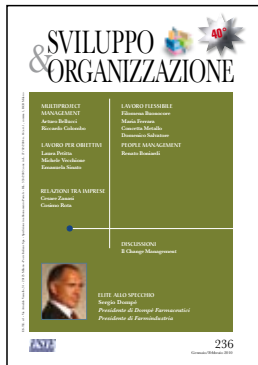 40°
SVILUPPO
&ORGANIZZAZIONE
MULTIPROJECT
MANAGEMENT
Arturo Bellucci
Riccardo Colombo
LAVORO PER OBIETTIVI
Laura Petitta
Michele Vecchione
Emanuela Sinato
RELAZIONI TRA IMPRESE
Cesare Zanni
Cosimo Rota
LAVORO FLESSIBILE
Filomena Buonocore
Maria Ferrara
Concetta Metallo
Domenico Salvatore
PEOPLE MANAGEMENT
Renato Boniardi
DISCUSSIONI
Il Change Management
ELITE ALLO SPECCHIO
Sergio Dompé
Presidente di Dompé Farmaceutici
Presidente di Farmindustria
ESTE
236
Gennaio/Febbraio 2010